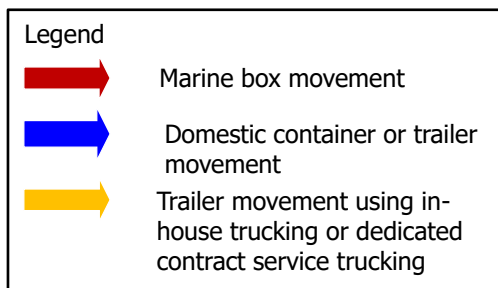 Legend
Marine box movement
Domestic container or trailer
movement
Trailer movement using in-
house trucking or dedicated
contract service trucking